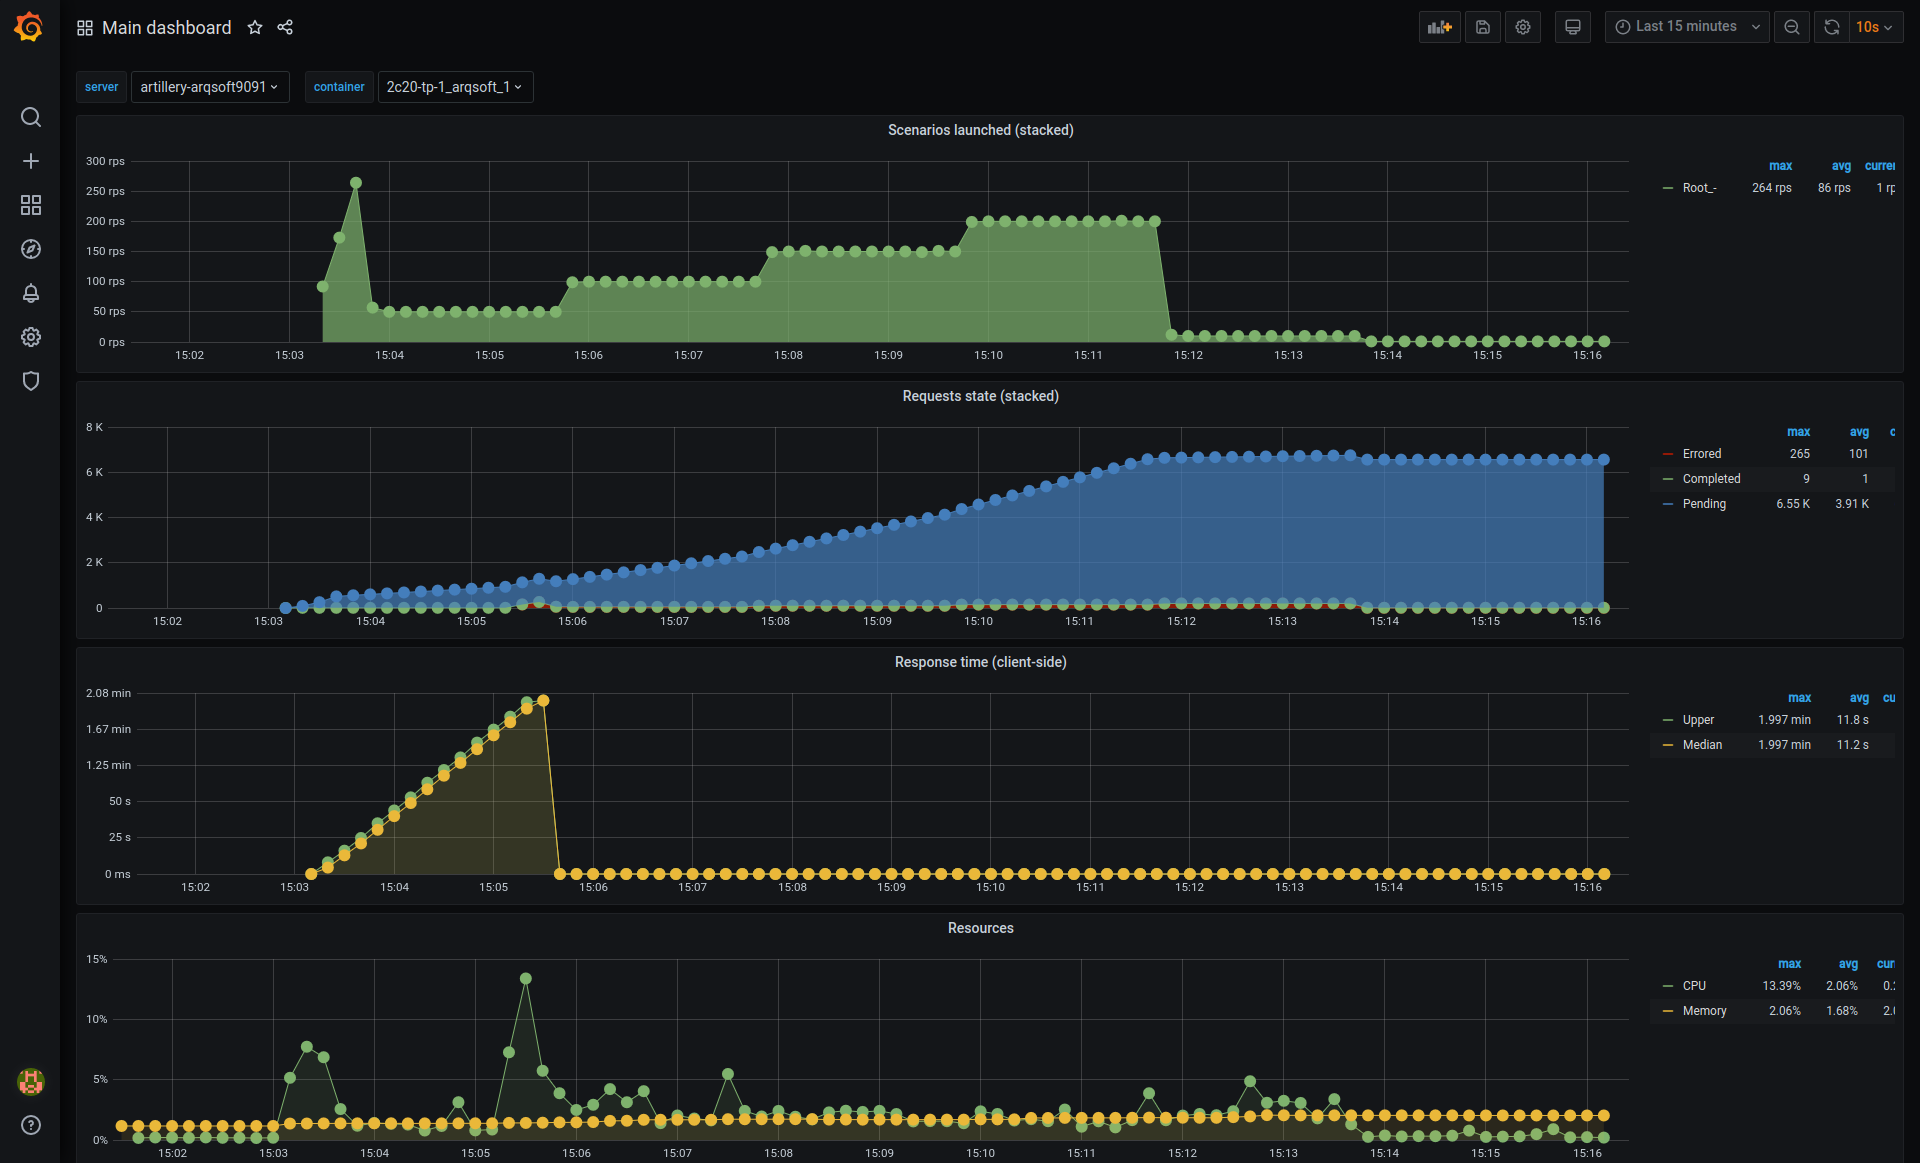 Main dashboard
Last 15 minutes
10s
server artillery-arqsoft9091 container 2c20-tp-1_arqsoft_1
Scenarios launched (stacked)
300 rps
250 rps
200 rps
150 rps
100 rps
50 rps
0 rps
15:02 15:03 15:04 15:05 15:06 15:07 15:08 15:09 15:10 15:11 15:12 15:13 15:14 15:15 15:16
max avg
Root_- 264 rps 86 rps 1
Requests state (stacked)
8 K
6 K
4 K
2 K
0
15:02 15:03 15:04 15:05 15:06 15:07 15:08 15:09 15:10 15:11 15:12 15:13 15:14 15:15 15:16
max avg
Errored 265 101
Completed 9 1
Pending 6.55 K 3.91 K
Response time (client-side)
2.08 min
1.67 min
1.25 min
50 s
25 s
0 ms
15:02 15:03 15:04 15:05 15:06 15:07 15:08 15:09 15:10 15:11 15:12 15:13 15:14 15:15 15:16
max avg
Upper 1.997 min 11.8 s
Median 1.997 min 11.2 s
Resources
15%
10%
5%
0%
15:02 15:03 15:04 15:05 15:06 15:07 15:08 15:09 15:10 15:11 15:12 15:13 15:14 15:15 15:16
max avg
CPU 13.39% 2.06%
Memory 2.06% 1.68%